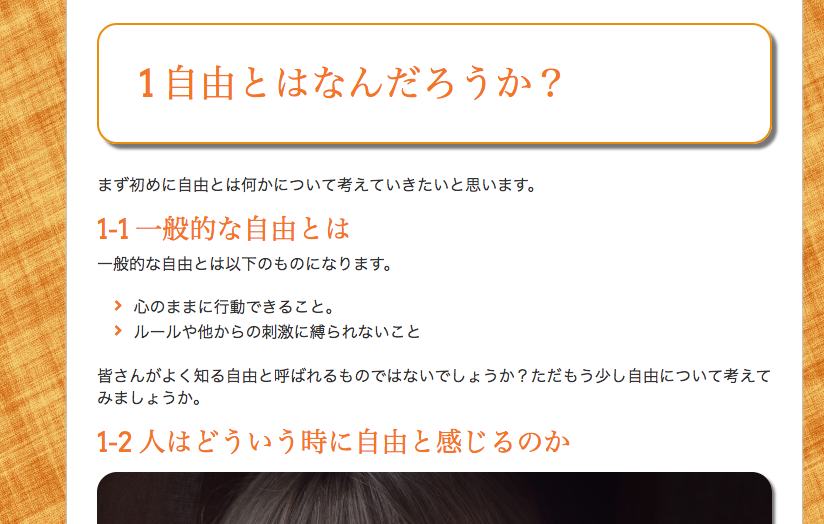 1 自由とはなんだろうか？
まず初めに自由とは何かについて考えていきたいと思います。
1-1 一般的な自由とは
一般的な自由とは以下のものになります。
心のままに行動できること。
ルールや他からの刺激に縛られないこと
皆さんがよく知る自由と呼ばれるものではないでしょうか？ただもう少し自由について考えて
みましょうか。
1-2 人はどういう時に自由と感じるのか